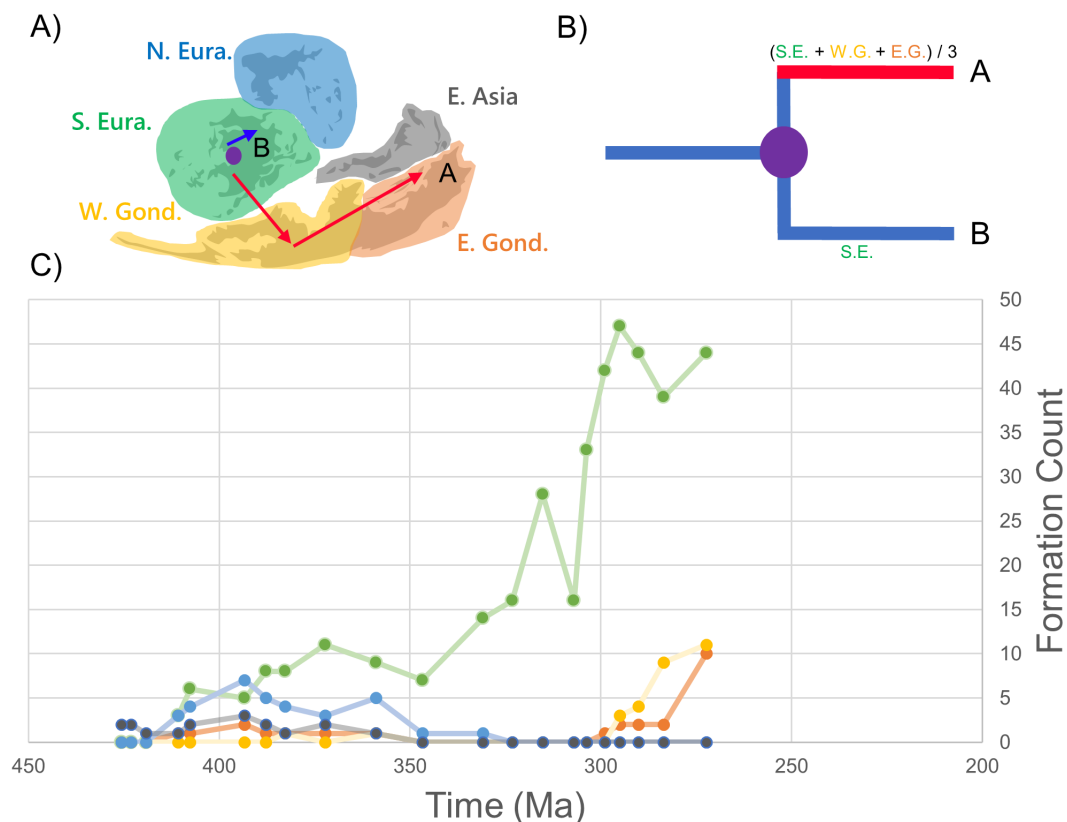 A)
N. Eura.
E. Asia
S. Eura.
B
A
W. Gond.
E. Gond.
B)
(S.E. + W.G. + E.G.) / 3
A
B
S.E.
C)
50
45
40
35
30
25
20
15
10
5
0
Formation Count
450
400
350
300
250
200
Time (Ma)